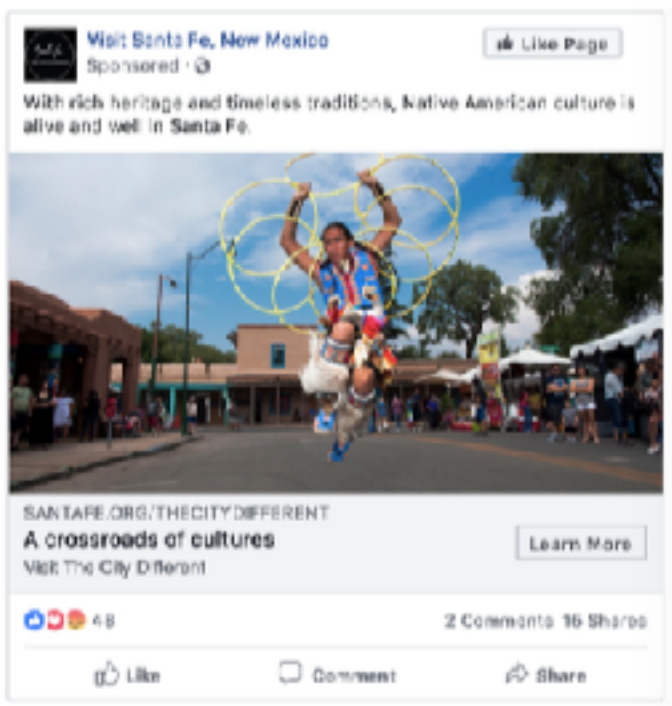 Visit Santa Fe, New Mexico
Like Page
Sponsored ·
With rich heritage and timeless traditions, Native American culture is
alive and well in Santa Fe.
SANTAFE.ORG/THECITYDIFFERENT
A crossroads of cultures
Learn More
Visit The City Different
48
2 Comments 16 Shares
Like
Comment
Share